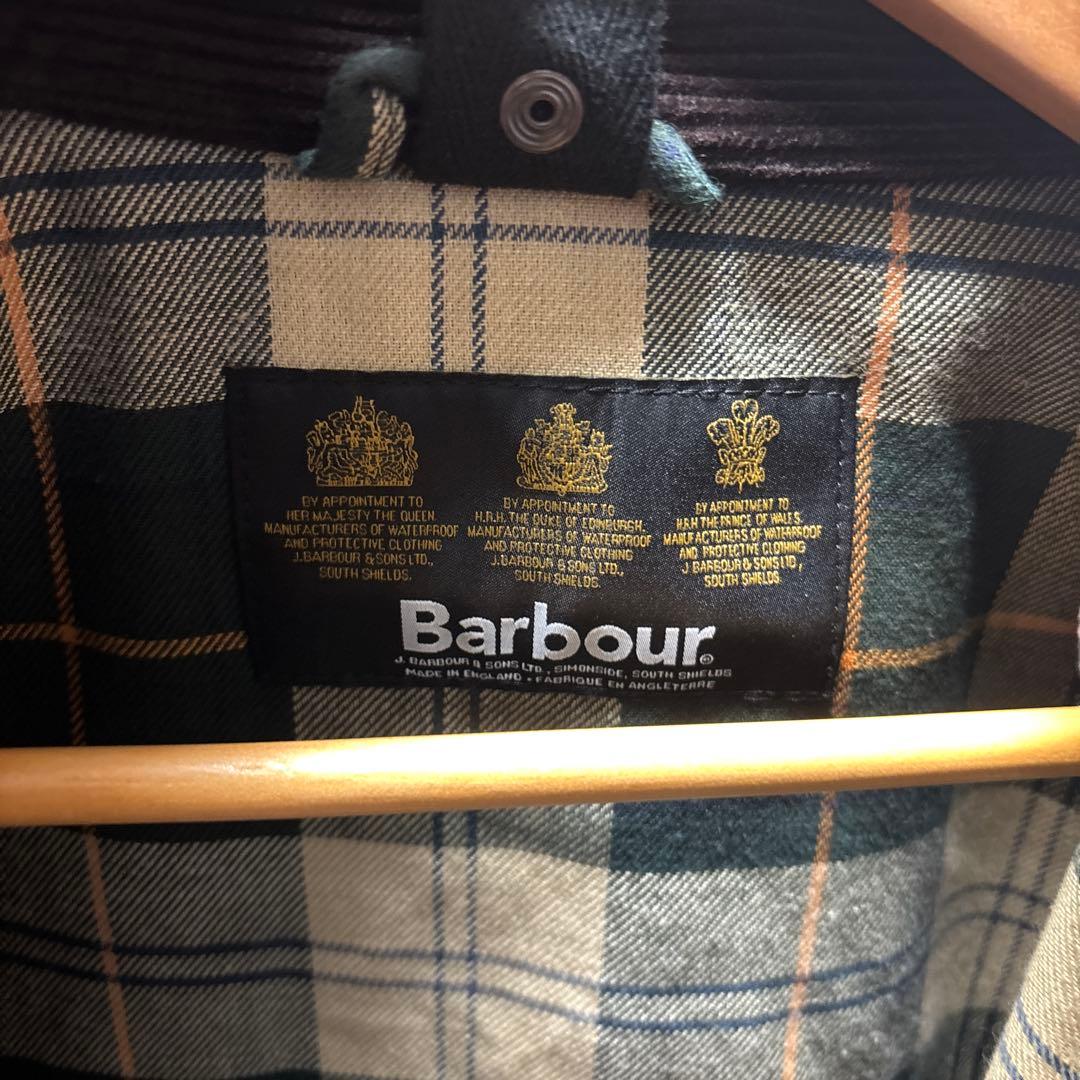 BY APPOINTMENT TO
HER MAJESTY THE QUEEN
MANUFACTURERS OF WATERPROOF
AND PROTECTIVE CLOTHING
J.BARBOUR & SONS LTD.,
SOUTH SHIELDS.
BY APPOINTMENT TO
H.R.H. THE DUKE OF EDINBURGH.
MANUFACTURERS OF WATERPROOF
AND PROTECTIVE CLOTHING
J.BARBOUR & SONS LTD.,
SOUTH SHIELDS.
BY APPOINTMENT TO
H.R.H THE PRINCE OF WALES.
MANUFACTURERS OF WATERPROOF
AND PROTECTIVE CLOTHING
J BARBOUR & SONS LTD,
SOUTH SHIELDS.
Barbour®
J. BARBOUR & SONS LTD., SIMONSIDE, SOUTH SHIELDS
MADE IN ENGLAND • FABRIQUE EN ANGLETERRE